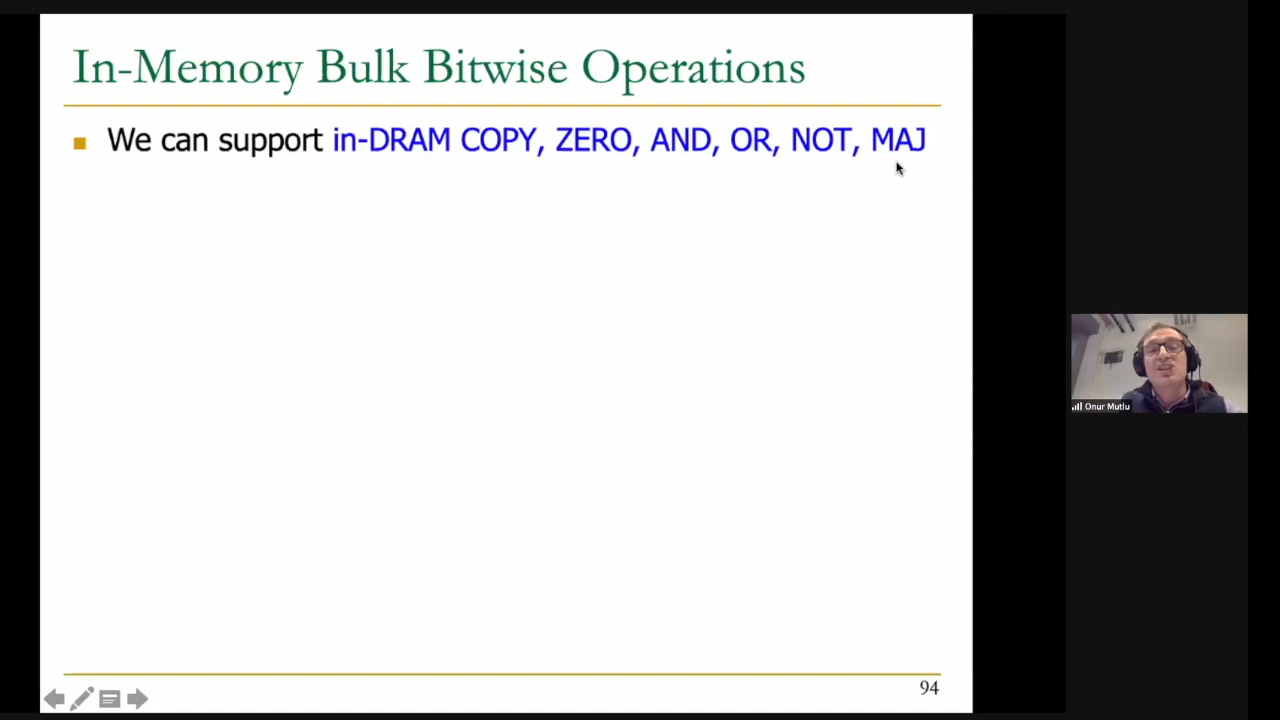 In-Memory Bulk Bitwise Operations
We can support in-DRAM COPY, ZERO, AND, OR, NOT, MAJ
Onur Mutlu
94